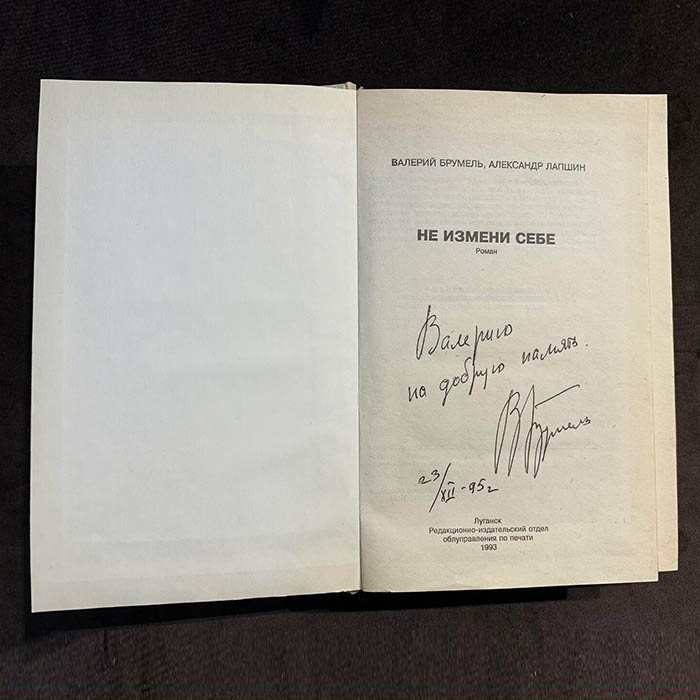 ВАЛЕРИЙ БРУМЕЛЬ, АЛЕКСАНДР ЛАПШИН
НЕ ИЗМЕНИ СЕБЕ
Роман
Валерию
на добрую память.
ВБрумель
23/XII-95г
Луганск
Редакционно-издательский отдел
облуправления по печати
1993